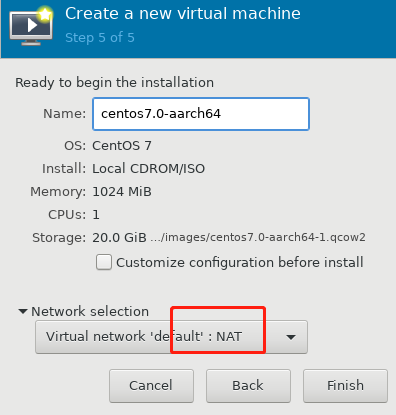 Create a new virtual machine
Step 5 of 5
Ready to begin the installation
Name: centos7.0-aarch64
OS: CentOS 7
Install: Local CDROM/ISO
Memory: 1024 MiB
CPUs: 1
Storage: 20.0 GiB .../images/centos7.0-aarch64-1.qcow2
Customize configuration before install
Network selection
Virtual network 'default' : NAT
Cancel Back Finish